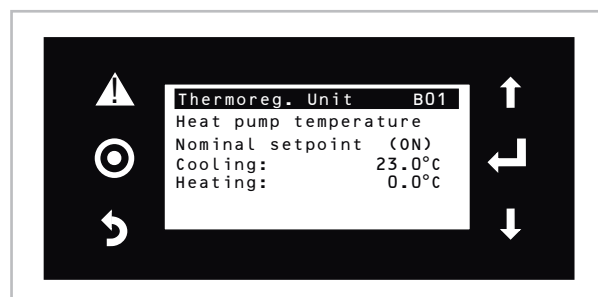 Thermoreg. Unit B01
Heat pump temperature
Nominal setpoint (ON)
Cooling: 23.0°C
Heating: 0.0°C